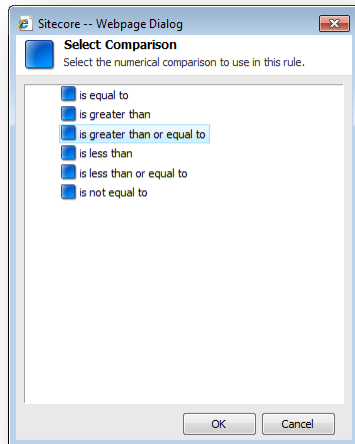 Sitecore -- Webpage Dialog
Select Comparison
Select the numerical comparison to use in this rule.
is equal to
is greater than
is greater than or equal to
is less than
is less than or equal to
is not equal to
OK Cancel